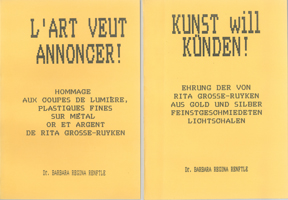 L'ART VEUT
ANNONCER!
HOMMAGE
AUX COUPES DE LUMIÈRE,
PLASTIQUES FINES
SUR MÉTAL
OR ET ARGENT
DE RITA GROSSE-RUYKEN
Dr. BARBARA REGINA RENFTLE
KUNST will
KÜNDEN!
EHRUNG DER VON
RITA GROSSE-RUYKEN
AUS GOLD UND SILBER
FEINSTGESCHMIEDETEN
LICHTSCHALEN
Dr. BARBARA REGINA RENFTLE